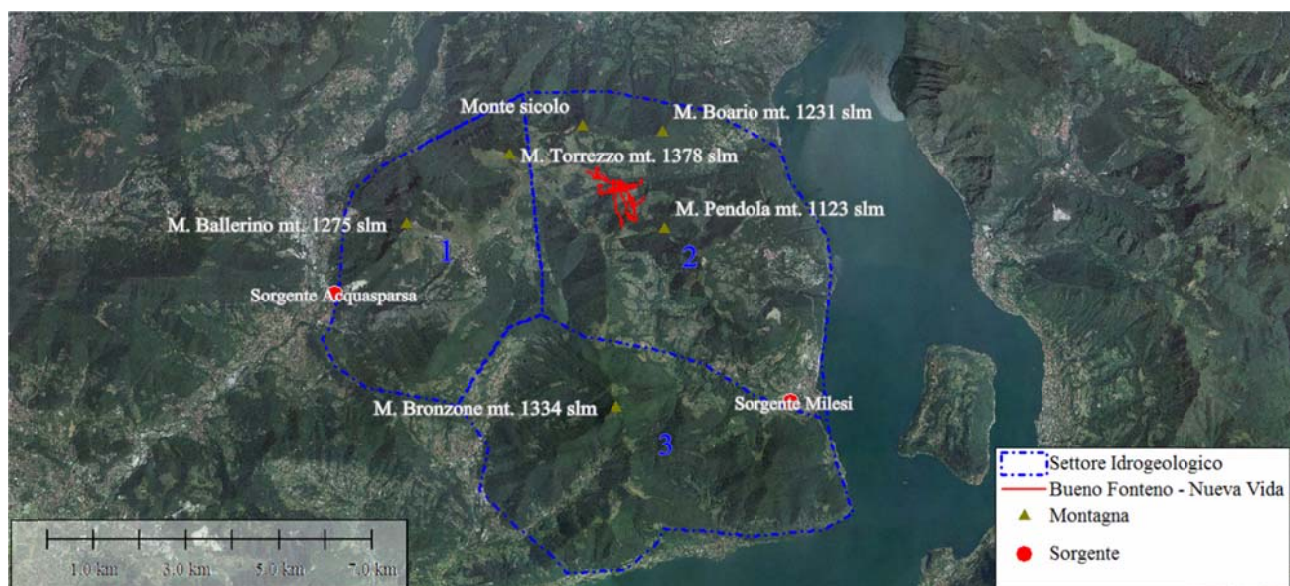 Monte sicolo
M. Boario mt. 1231 slm
M. Torrezzo mt. 1378 slm
M. Ballerino mt. 1275 slm
M. Pendola mt. 1123 slm
1
2
Sorgente Acquasparsa
M. Bronzone mt. 1334 slm
Sorgente Milesi
3
Settore Idrogeologico
Bueno Fonteno - Nueva Vida
Montagna
Sorgente
1.0 km 3.0 km 5.0 km 7.0 km